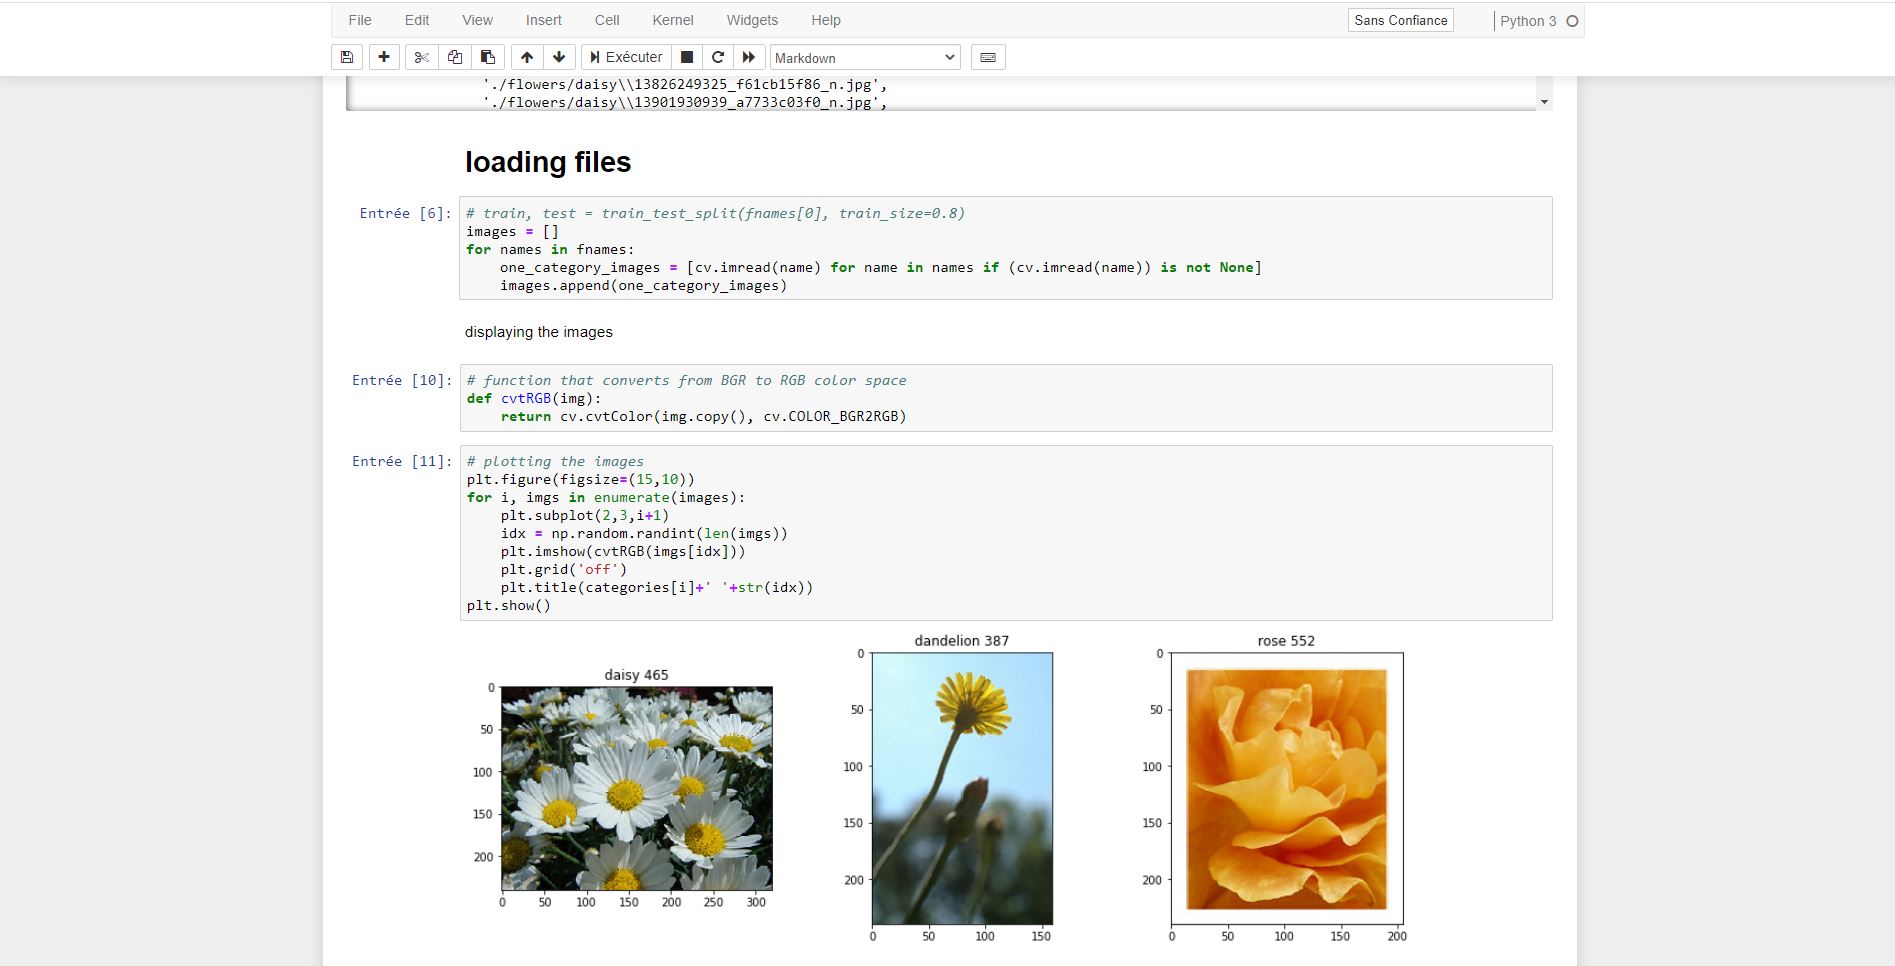 File Edit View Insert Cell Kernel Widgets Help Sans Confiance Python 3
Exécuter Markdown
'./flowers/daisy\\13826249325_f61cb15f86_n.jpg',
'./flowers/daisy\\13901930939_a7733c03f0_n.jpg',
loading files
Entrée [6]: # train, test = train_test_split(fnames[0], train_size=0.8)
images = []
for names in fnames:
    one_category_images = [cv.imread(name) for name in names if (cv.imread(name)) is not None]
    images.append(one_category_images)
displaying the images
Entrée [10]: # function that converts from BGR to RGB color space
def cvtRGB(img):
    return cv.cvtColor(img.copy(), cv.COLOR_BGR2RGB)
Entrée [11]: # plotting the images
plt.figure(figsize=(15,10))
for i, imgs in enumerate(images):
    plt.subplot(2,3,i+1)
    idx = np.random.randint(len(imgs))
    plt.imshow(cvtRGB(imgs[idx]))
    plt.grid('off')
    plt.title(categories[i]+' '+str(idx))
plt.show()
daisy 465
0
50
100
150
200
0 50 100 150 200 250 300
dandelion 387
0
50
100
150
200
0 50 100 150
rose 552
0
50
100
150
200
0 50 100 150 200